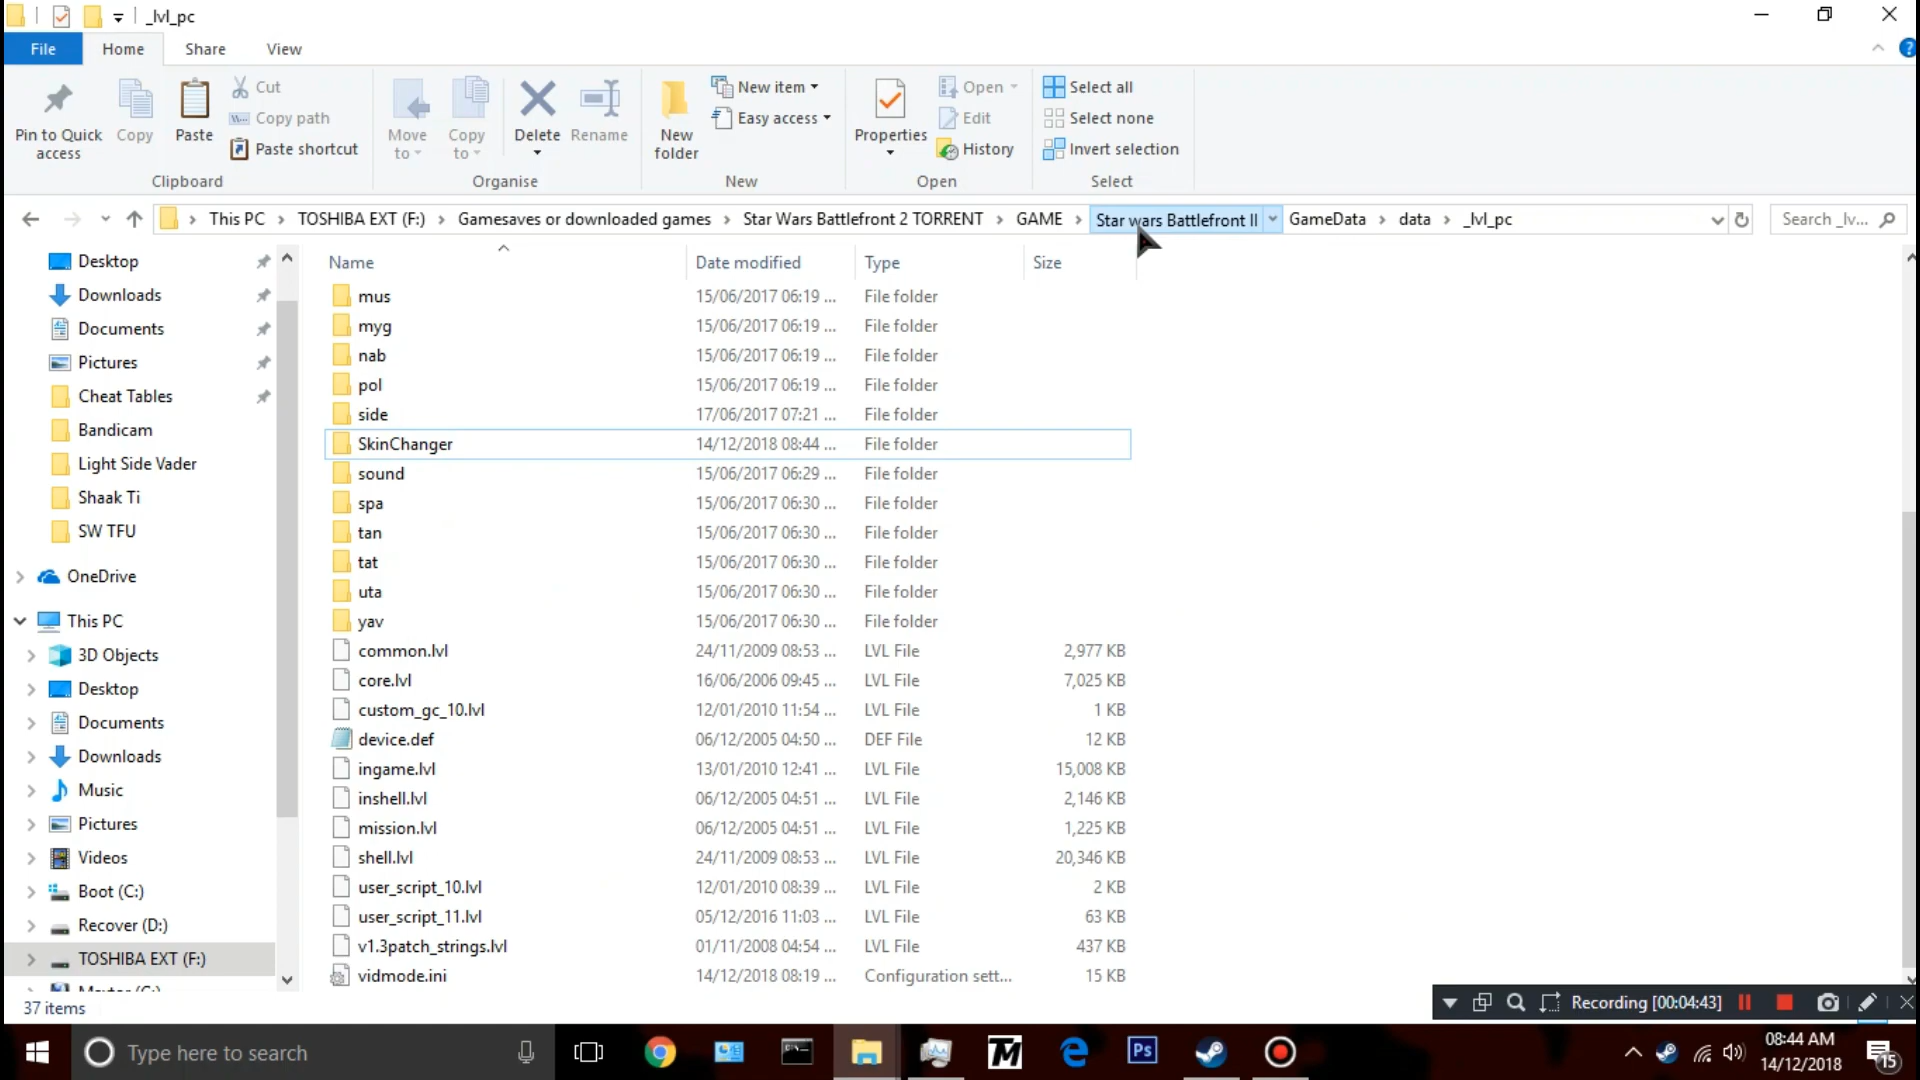 _lvl_pc
File Home Share View
Pin to Quick access
Copy
Paste
Cut
Copy path
Paste shortcut
Clipboard
Move to
Copy to
Delete
Rename
Organise
New folder
New item
Easy access
New
Properties
Open
Edit
History
Open
Select all
Select none
Invert selection
Select
This PC > TOSHIBA EXT (F:) > Gamesaves or downloaded games > Star Wars Battlefront 2 TORRENT > GAME > Star wars Battlefront II GameData > data > _lvl_pc
Search _lv...
Desktop
Downloads
Documents
Pictures
Cheat Tables
Bandicam
Light Side Vader
Shaak Ti
SW TFU
OneDrive
This PC
3D Objects
Desktop
Documents
Downloads
Music
Pictures
Videos
Boot (C:)
Recover (D:)
TOSHIBA EXT (F:)
Name Date modified Type Size
mus 15/06/2017 06:19 ... File folder
myg 15/06/2017 06:19 ... File folder
nab 15/06/2017 06:19 ... File folder
pol 15/06/2017 06:19 ... File folder
side 17/06/2017 07:21 ... File folder
SkinChanger 14/12/2018 08:44 ... File folder
sound 15/06/2017 06:29 ... File folder
spa 15/06/2017 06:30 ... File folder
tan 15/06/2017 06:30 ... File folder
tat 15/06/2017 06:30 ... File folder
uta 15/06/2017 06:30 ... File folder
yav 15/06/2017 06:30 ... File folder
common.lvl 24/11/2009 08:53 ... LVL File 2,977 KB
core.lvl 16/06/2006 09:45 ... LVL File 7,025 KB
custom_gc_10.lvl 12/01/2010 11:54 ... LVL File 1 KB
device.def 06/12/2005 04:50 ... DEF File 12 KB
ingame.lvl 13/01/2010 12:41 ... LVL File 15,008 KB
inshell.lvl 06/12/2005 04:51 ... LVL File 2,146 KB
mission.lvl 06/12/2005 04:51 ... LVL File 1,225 KB
shell.lvl 24/11/2009 08:53 ... LVL File 20,346 KB
user_script_10.lvl 12/01/2010 08:39 ... LVL File 2 KB
user_script_11.lvl 05/12/2016 11:03 ... LVL File 63 KB
v1.3patch_strings.lvl 01/11/2008 04:54 ... LVL File 437 KB
vidmode.ini 14/12/2018 08:19 ... Configuration sett... 15 KB
37 items
Recording [00:04:43]
Type here to search
Ps
08:44 AM
14/12/2018
15